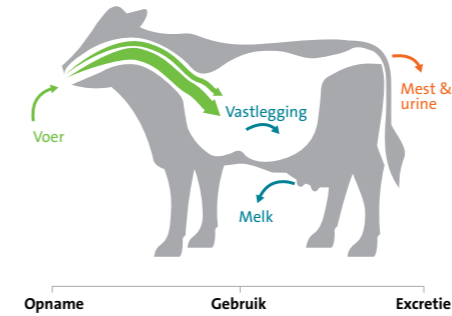 Voer
Vastlegging
Melk
Mest &
urine
Opname
Gebruik
Excretie